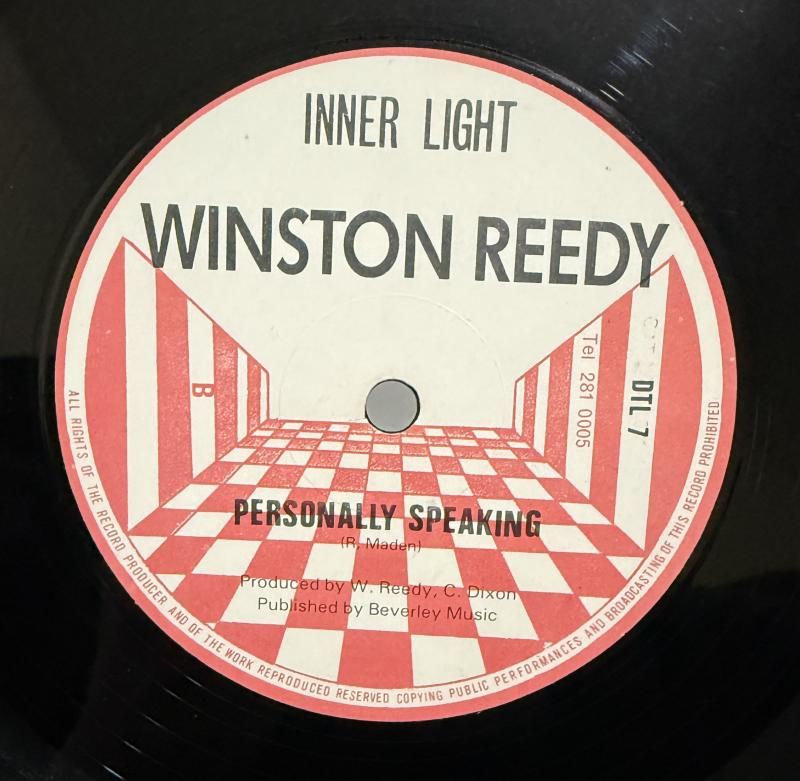 INNER LIGHT
WINSTON REEDY
B
Tel 281 0005
DTL 7
PERSONALLY SPEAKING
(R, Maden)
Produced by W. Reedy, C. Dixon
Published by Beverley Music
ALL RIGHTS OF THE RECORD PRODUCER AND OF THE WORK REPRODUCED RESERVED COPYING PUBLIC PERFORMANCES AND BROADCASTING OF THIS RECORD PROHIBITED